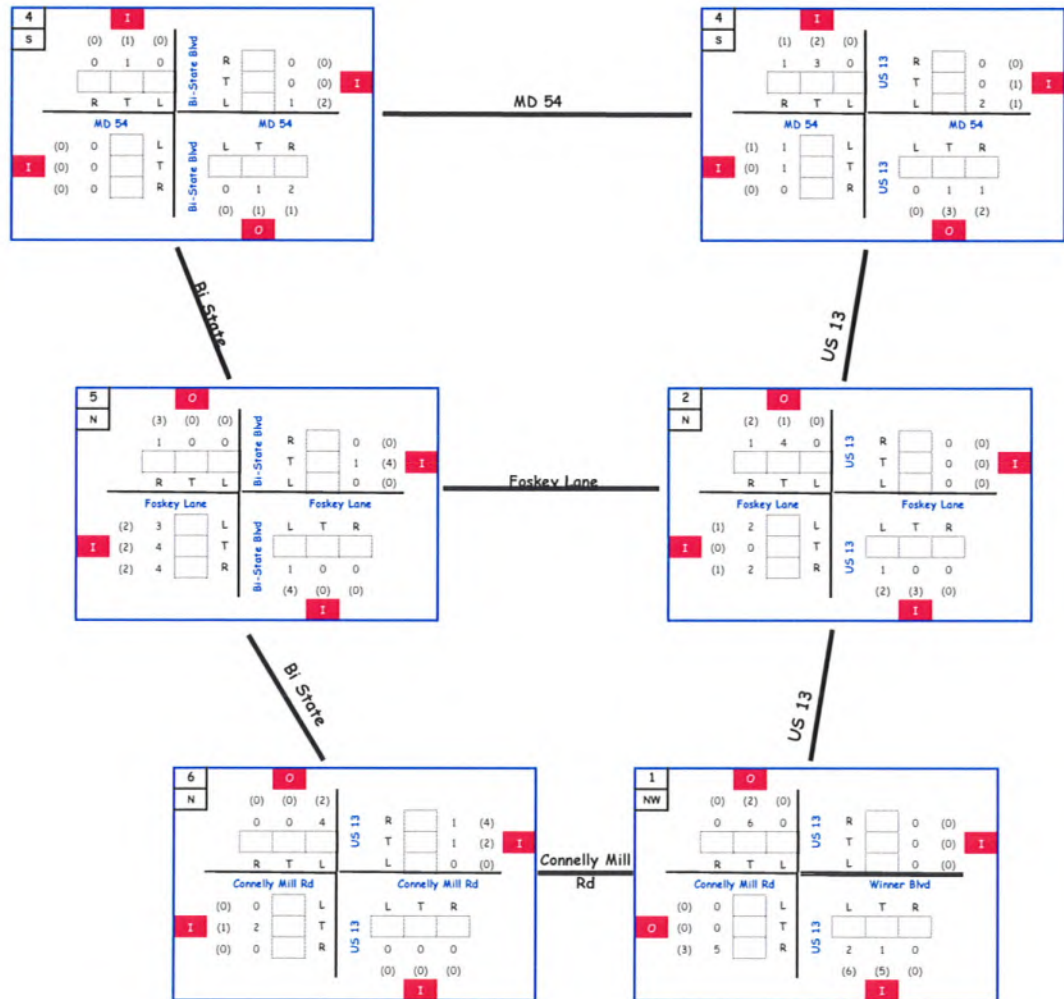 4
S
I
(0) (1) (0)
0 1 0
R T L
Bi-State Blvd
R 0 (0)
T 0 (0)
L 1 (2)
I
MD 54
MD 54
I
(0) 0 L
(0) 0 T
(0) 0 R
Bi-State Blvd
L T R
0 1 2
(0) (1) (1)
O
MD 54
4
S
I
(1) (2) (0)
1 3 0
R T L
US 13
R 0 (0)
T 0 (1)
L 2 (1)
I
MD 54
MD 54
I
(1) 1 L
(0) 1 T
(0) 0 R
US 13
L T R
0 1 1
(0) (3) (2)
O
Bi State
US 13
5
N
O
(3) (0) (0)
1 0 0
R T L
Bi-State Blvd
R 0 (0)
T 1 (4)
L 0 (0)
I
Foskey Lane
Foskey Lane
I
(2) 3 L
(2) 4 T
(2) 4 R
Bi-State Blvd
L T R
1 0 0
(4) (0) (0)
I
Foskey Lane
2
N
O
(2) (1) (0)
1 4 0
R T L
US 13
R 0 (0)
T 0 (0)
L 0 (0)
I
Foskey Lane
Foskey Lane
I
(1) 2 L
(0) 0 T
(1) 2 R
US 13
L T R
1 0 0
(2) (3) (0)
I
Bi State
US 13
6
N
O
(0) (0) (2)
0 0 4
R T L
US 13
R 1 (4)
T 1 (2)
L 0 (0)
I
Connelly Mill Rd
Connelly Mill Rd
I
(0) 0 L
(1) 2 T
(0) 0 R
US 13
L T R
0 0 0
(0) (0) (0)
I
Connelly Mill
Rd
1
NW
O
(0) (2) (0)
0 6 0
R T L
US 13
R 0 (0)
T 0 (0)
L 0 (0)
I
Connelly Mill Rd
Winner Blvd
O
(0) 0 L
(0) 0 T
(3) 5 R
US 13
L T R
2 1 0
(6) (5) (0)
I